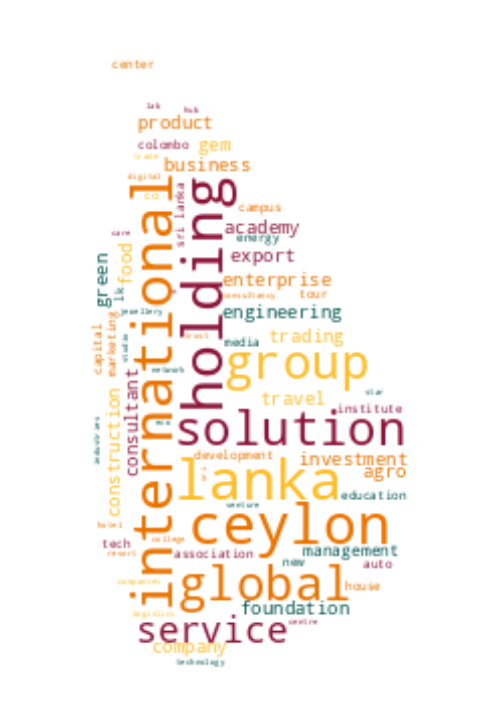 center
lab
hub
product
colombo
gem
trade
business
digital
international
co
sri lanka
holding
campus
care
academy
energy
green
food
export
lk
enterprise
consultancy
tour
jewellery
engineering
capital
marketing
trust
media
trading
group
network
construction
consultant
travel
star
institute
solution
development
investment
lanka
agro
education
venture
hotel
ceylon
tech
college
resort
association
management
new
auto
companies
global
house
logistics
foundation
service
centre
company
technology